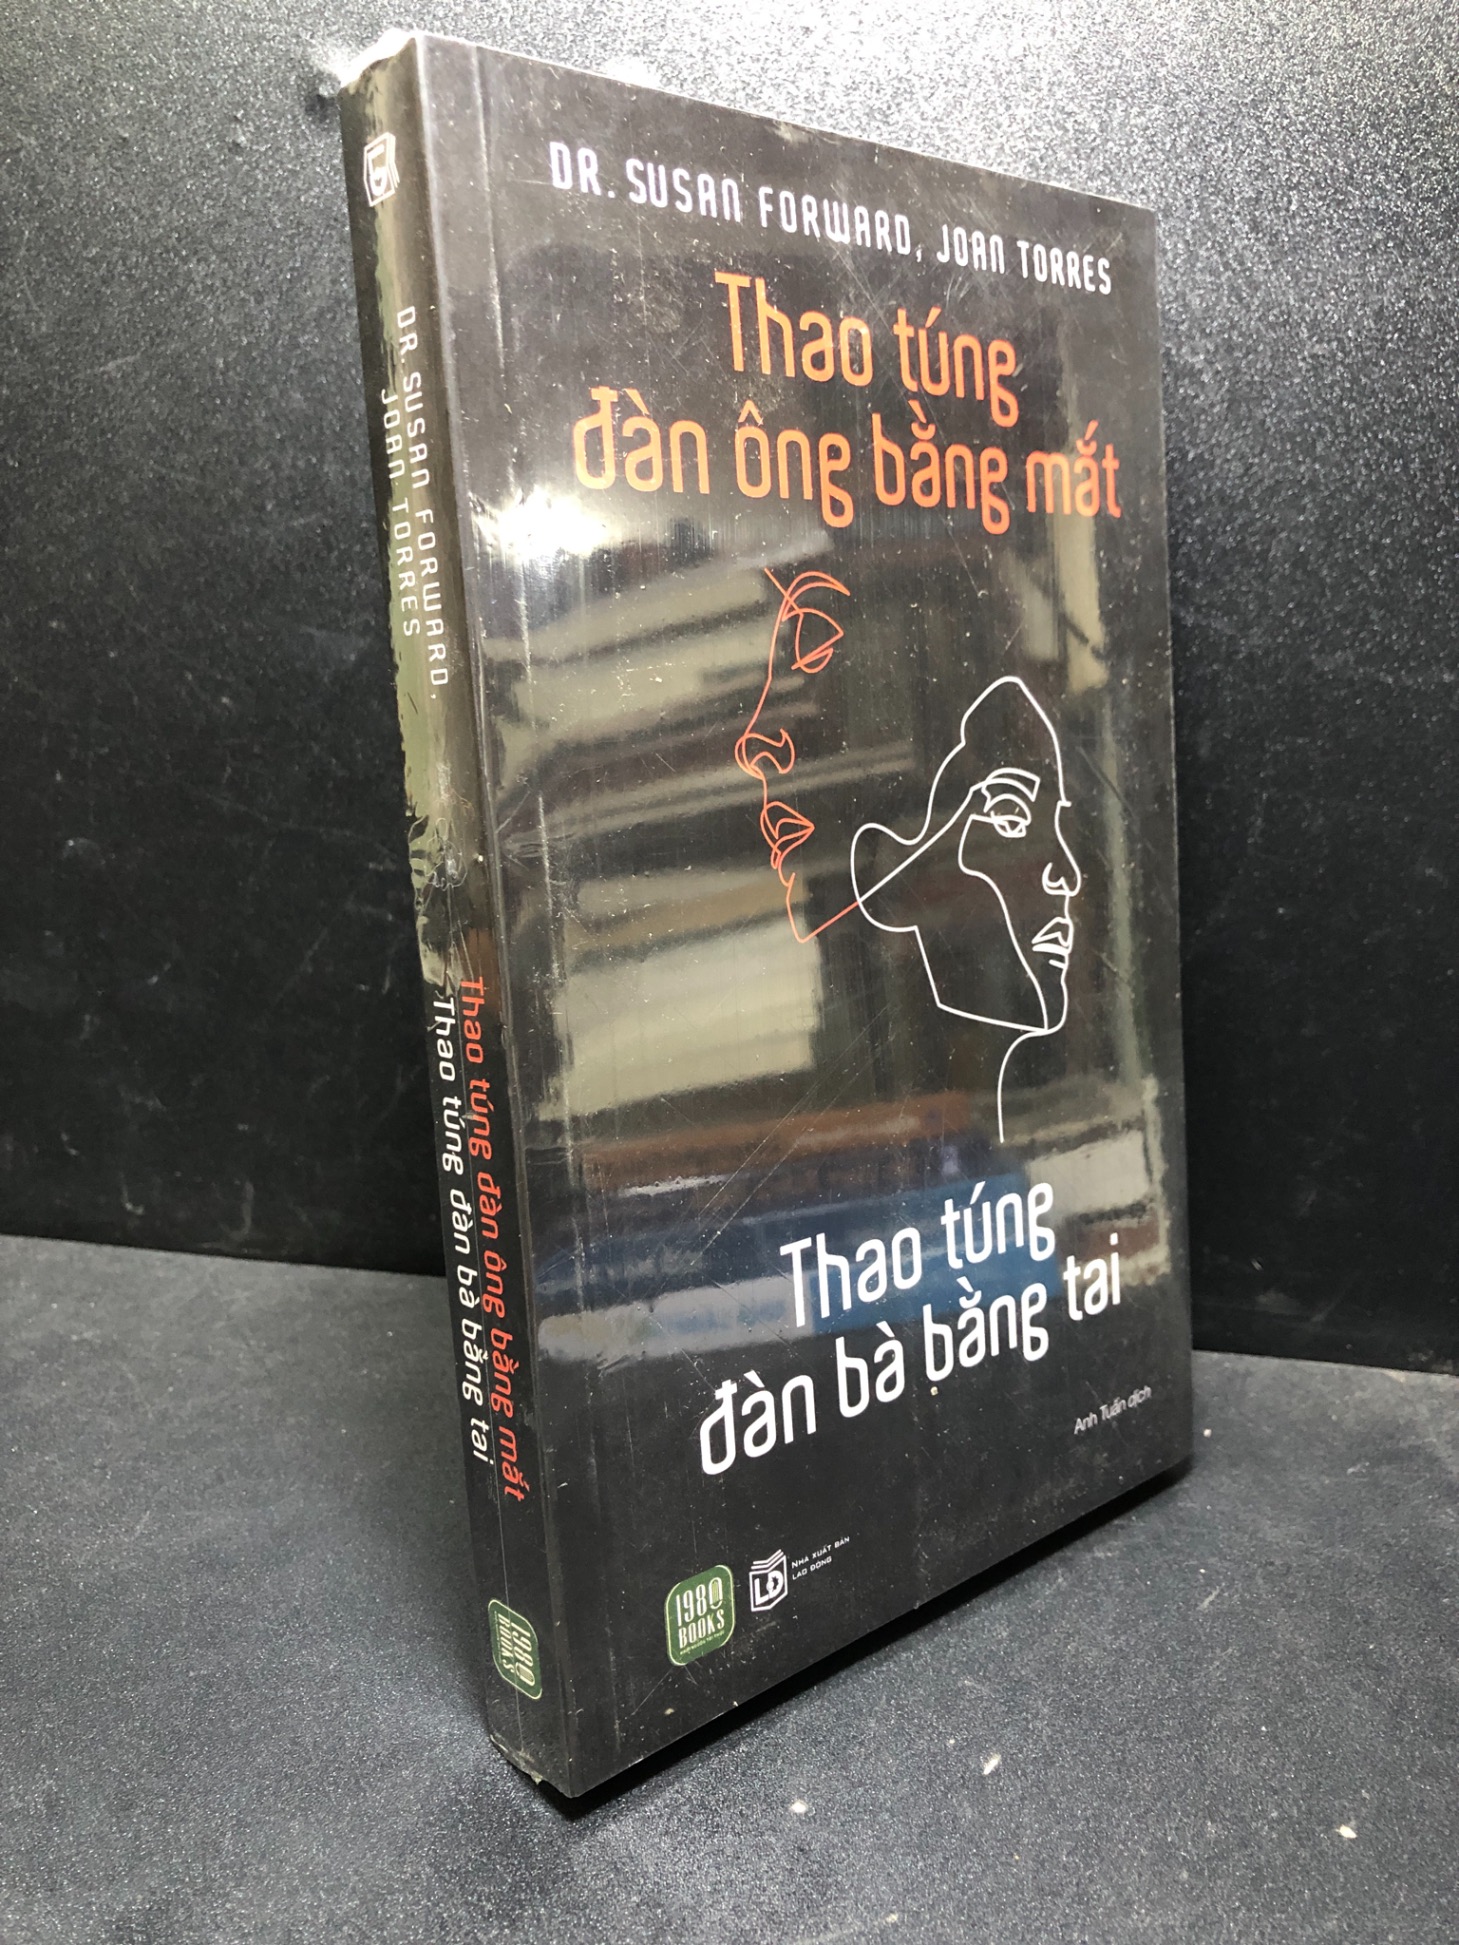 DR. SUSAN FORWARD, JOAN TORRES
Thao túng
đàn ông bằng mắt
Thao túng
đàn bà bằng tai
Anh Tuấn dịch
1980
BOOKS
LĐ
NHÀ XUẤT BẢN
LAO ĐỘNG
LĐ
DR. SUSAN FORWARD,
JOAN TORRES
Thao túng đàn ông bằng mắt
Thao túng đàn bà bằng tai
1980
BOOKS